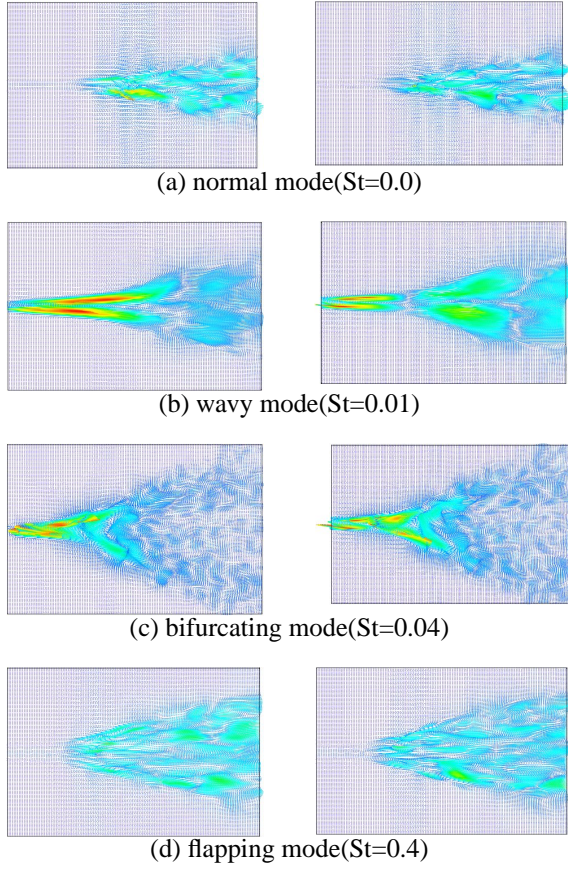 (a) normal mode(St=0.0)
(b) wavy mode(St=0.01)
(c) bifurcating mode(St=0.04)
(d) flapping mode(St=0.4)